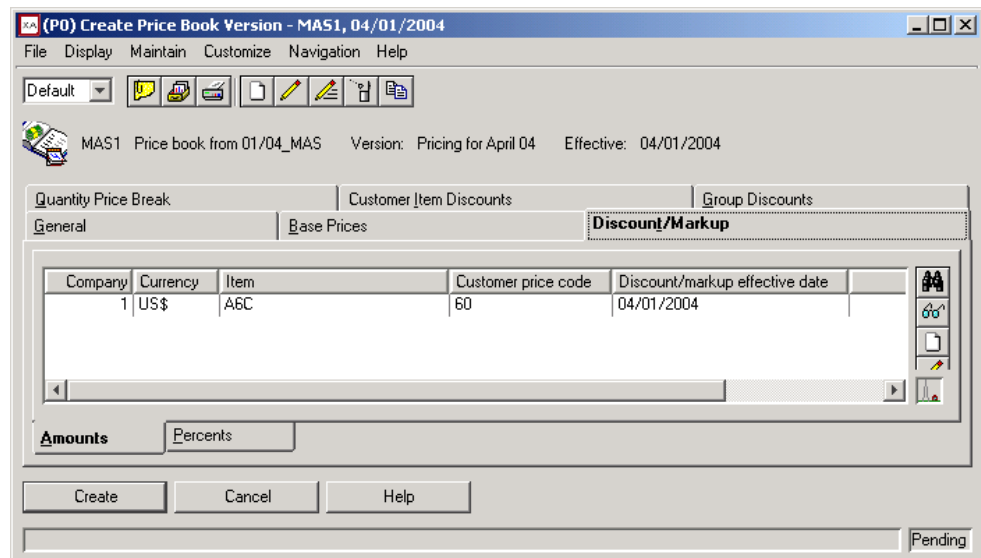 XA (P0) Create Price Book Version - MAS1, 04/01/2004
File Display Maintain Customize Navigation Help
Default
MAS1 Price book from 01/04_MAS Version: Pricing for April 04 Effective: 04/01/2004
Quantity Price Break Customer Item Discounts Group Discounts
General Base Prices Discount/Markup
Company Currency Item Customer price code Discount/markup effective date
1 US$ A6C 60 04/01/2004
Amounts Percents
Create Cancel Help
Pending